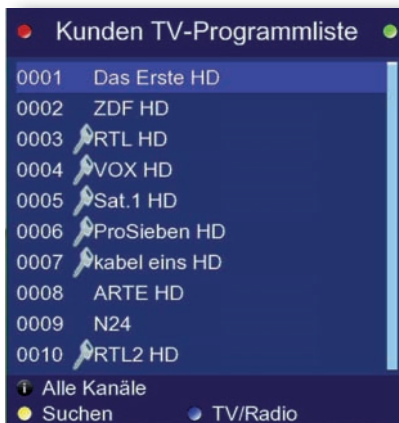 Kunden TV-Programmliste
0001 Das Erste HD
0002 ZDF HD
0003 RTL HD
0004 VOX HD
0005 Sat.1 HD
0006 ProSieben HD
0007 kabel eins HD
0008 ARTE HD
0009 N24
0010 RTL2 HD
i Alle Kanäle
Suchen TV/Radio